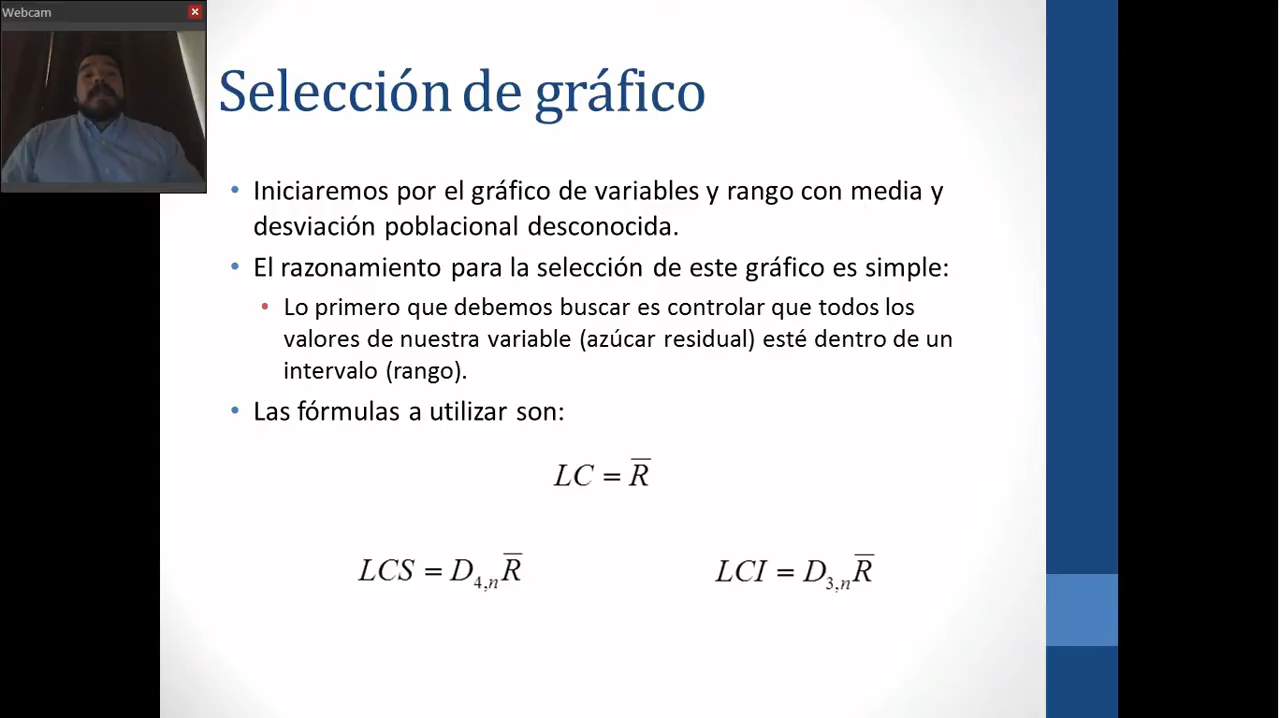 Webcam
Selección de gráfico
• Iniciaremos por el gráfico de variables y rango con media y
desviación poblacional desconocida.
• El razonamiento para la selección de este gráfico es simple:
• Lo primero que debemos buscar es controlar que todos los
valores de nuestra variable (azúcar residual) esté dentro de un
intervalo (rango).
• Las fórmulas a utilizar son:
LC = R̅
LCS = D₄,ₙR̅
LCI = D₃,ₙR̅